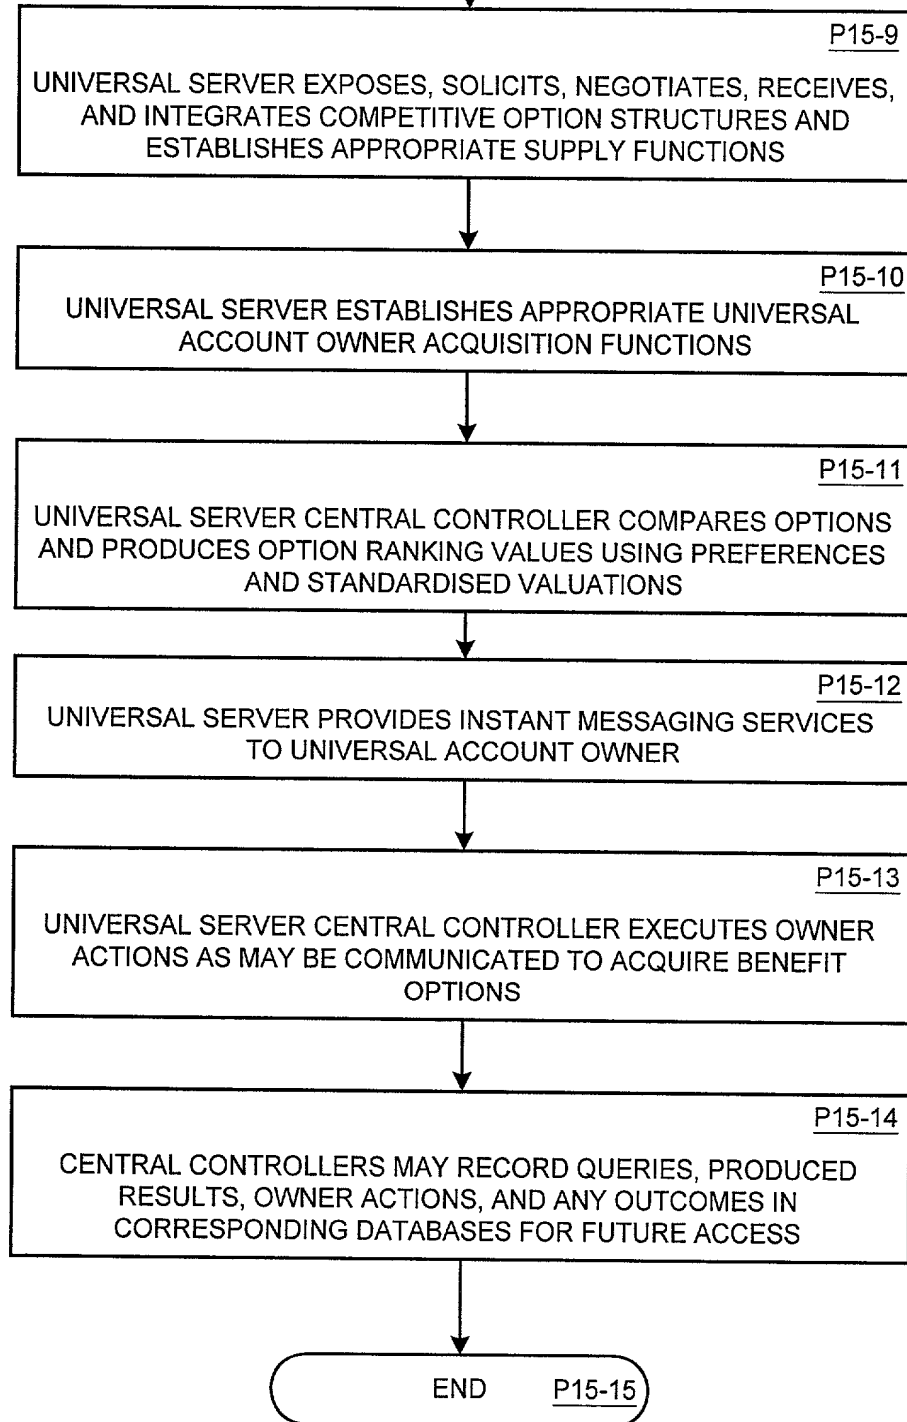 P15-9
UNIVERSAL SERVER EXPOSES, SOLICITS, NEGOTIATES, RECEIVES,
AND INTEGRATES COMPETITIVE OPTION STRUCTURES AND
ESTABLISHES APPROPRIATE SUPPLY FUNCTIONS
P15-10
UNIVERSAL SERVER ESTABLISHES APPROPRIATE UNIVERSAL
ACCOUNT OWNER ACQUISITION FUNCTIONS
P15-11
UNIVERSAL SERVER CENTRAL CONTROLLER COMPARES OPTIONS
AND PRODUCES OPTION RANKING VALUES USING PREFERENCES
AND STANDARDISED VALUATIONS
P15-12
UNIVERSAL SERVER PROVIDES INSTANT MESSAGING SERVICES
TO UNIVERSAL ACCOUNT OWNER
P15-13
UNIVERSAL SERVER CENTRAL CONTROLLER EXECUTES OWNER
ACTIONS AS MAY BE COMMUNICATED TO ACQUIRE BENEFIT
OPTIONS
P15-14
CENTRAL CONTROLLERS MAY RECORD QUERIES, PRODUCED
RESULTS, OWNER ACTIONS, AND ANY OUTCOMES IN
CORRESPONDING DATABASES FOR FUTURE ACCESS
END P15-15